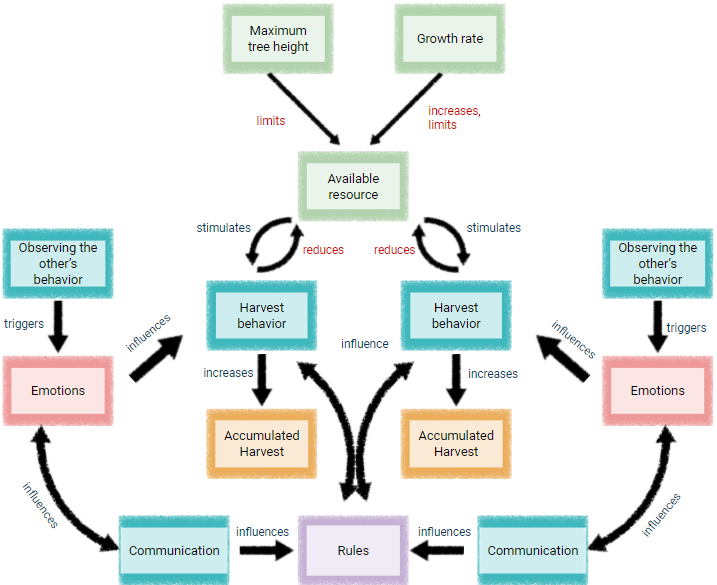 Maximum
tree height
Growth rate
limits
increases,
limits
Available
resource
stimulates
reduces
reduces
stimulates
Observing the
other's
behavior
Observing the
other's
behavior
Harvest
behavior
Harvest
behavior
triggers
influences
influence
influences
triggers
Emotions
increases
increases
Emotions
Accumulated
Harvest
Accumulated
Harvest
influences
influences
Communication
influences
Rules
influences
Communication